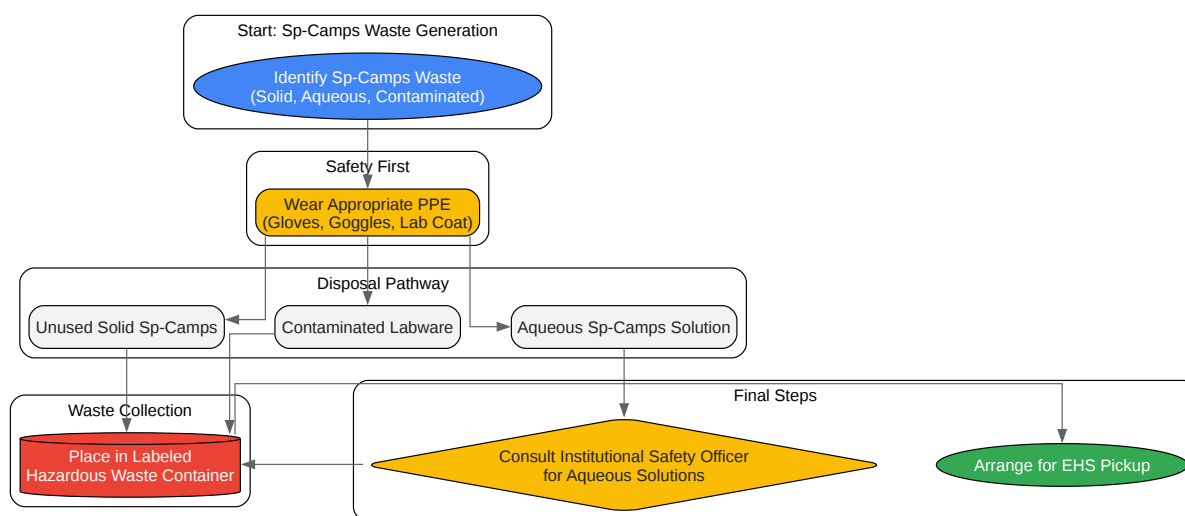 Start: Sp-Camps Waste Generation
Identify Sp-Camps Waste
(Solid, Aqueous, Contaminated)
Safety First
Wear Appropriate PPE
(Gloves, Goggles, Lab Coat)
Disposal Pathway
Unused Solid Sp-Camps
Contaminated Labware
Aqueous Sp-Camps Solution
Waste Collection
Place in Labeled
Hazardous Waste Container
Final Steps
Consult Institutional Safety Officer
for Aqueous Solutions
Arrange for EHS Pickup